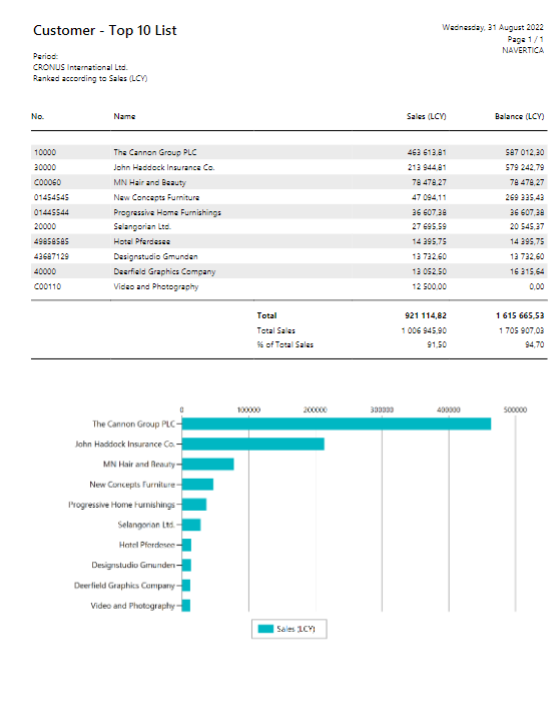 Customer - Top 10 List
Wednesday, 31 August 2022
Page 1 / 1
NAVERTICA
Period:
CRONUS International Ltd.
Ranked according to Sales (LCY)
No. Name Sales (LCY) Balance (LCY)
10000 The Cannon Group PLC 463 613,81 587 012,30
30000 John Haddock Insurance Co. 213 944,81 579 242,79
C00060 MN Hair and Beauty 78 478,27 78 478,27
01454545 New Concepts Furniture 47 094,11 269 335,43
01445544 Progressive Home Furnishings 36 607,38 36 607,38
20000 Selangorian Ltd. 27 695,59 20 545,37
49858585 Hotel Pferdesee 14 395,75 14 395,75
43687129 Designstudio Gmunden 13 732,60 13 732,60
40000 Deerfield Graphics Company 13 052,50 16 315,64
C00110 Video and Photography 12 500,00 0,00
Total 921 114,82 1 615 665,53
Total Sales 1 006 945,90 1 705 907,03
% of Total Sales 91,50 94,70
0 100000 200000 300000 400000 500000
The Cannon Group PLC
John Haddock Insurance Co.
MN Hair and Beauty
New Concepts Furniture
Progressive Home Furnishings
Selangorian Ltd.
Hotel Pferdesee
Designstudio Gmunden
Deerfield Graphics Company
Video and Photography
Sales (LCY)